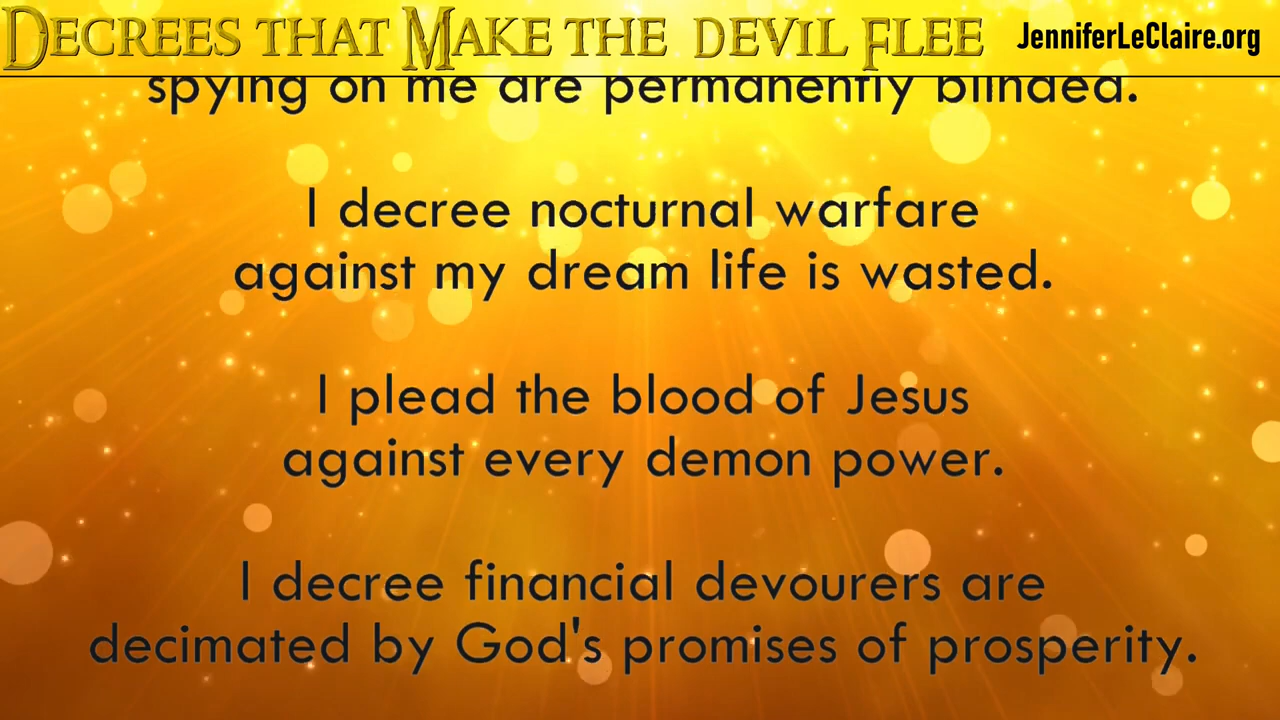 DECREES THAT MAKE THE DEVIL FLEE
JenniferLeClaire.org
spying on me are permanently blinded.
I decree nocturnal warfare
against my dream life is wasted.
I plead the blood of Jesus
against every demon power.
I decree financial devourers are
decimated by God's promises of prosperity.